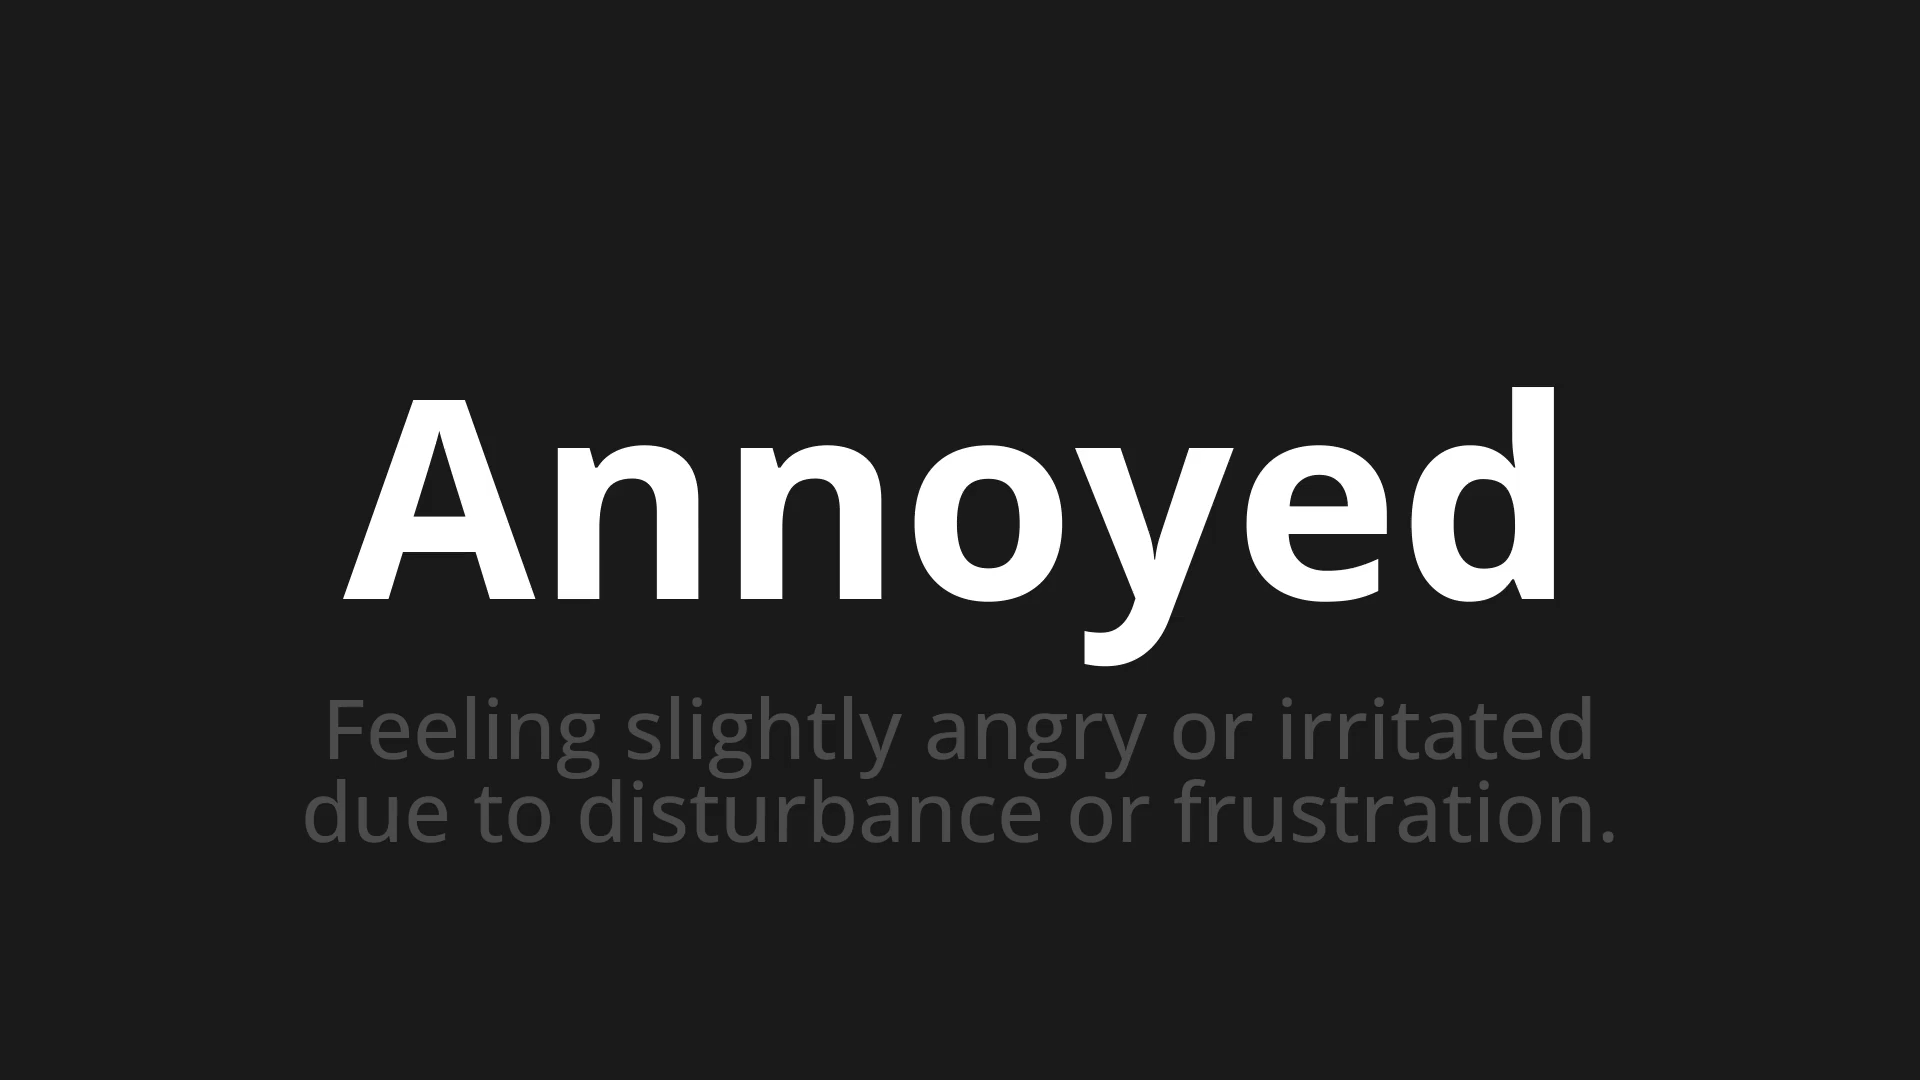 Annoyed
Feeling slightly angry or irritated
due to disturbance or frustration.